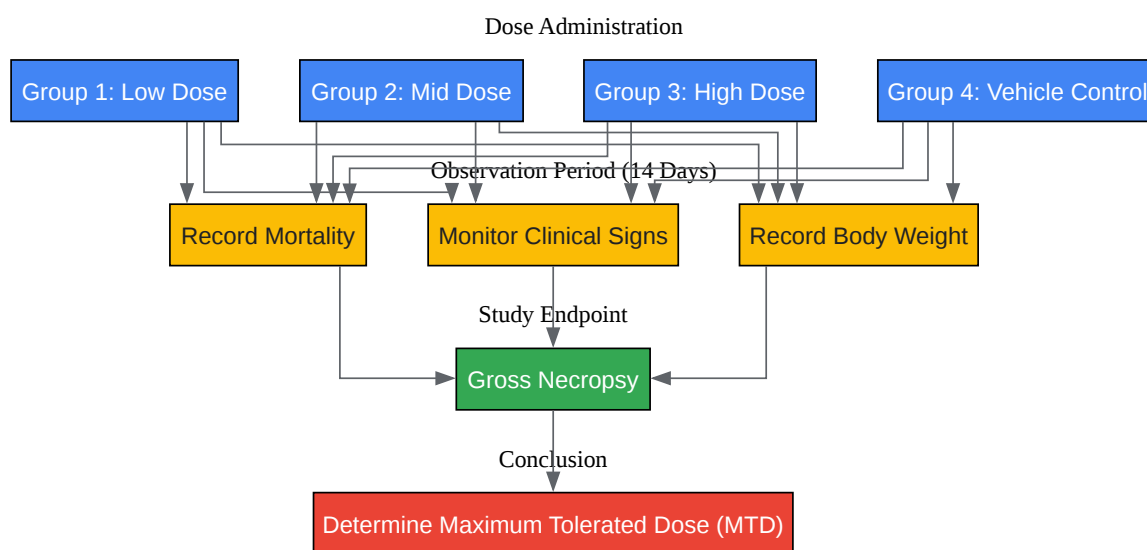 Dose Administration
Group 1: Low Dose
Group 2: Mid Dose
Group 3: High Dose
Group 4: Vehicle Control
Observation Period (14 Days)
Record Mortality
Monitor Clinical Signs
Record Body Weight
Study Endpoint
Gross Necropsy
Conclusion
Determine Maximum Tolerated Dose (MTD)